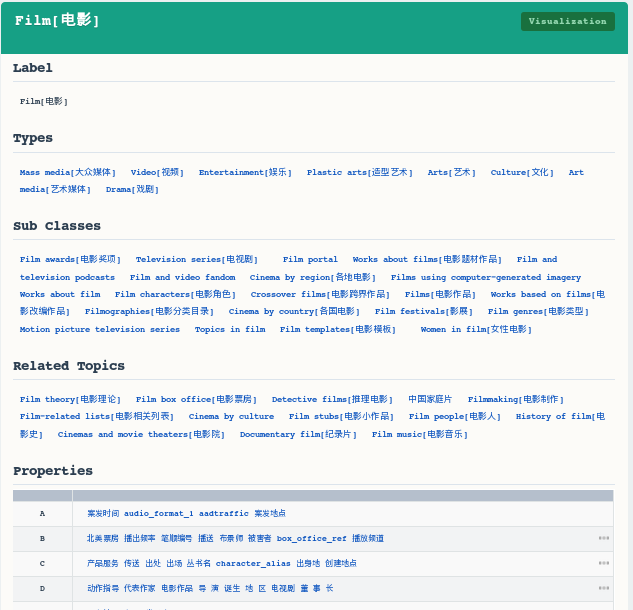 Film[电影]
Visualization
Label
Film[电影]
Types
Mass media[大众媒体] Video[视频] Entertainment[娱乐] Plastic arts[造型艺术] Arts[艺术] Culture[文化] Art
media[艺术媒体] Drama[戏剧]
Sub Classes
Film awards[电影奖项] Television series[电视剧] Film portal Works about films[电影题材作品] Film and
television podcasts Film and video fandom Cinema by region[各地电影] Films using computer-generated imagery
Works about film Film characters[电影角色] Crossover films[电影跨界作品] Films[电影作品] Works based on films[电
影改编作品] Filmographies[电影分类目录] Cinema by country[各国电影] Film festivals[影展] Film genres[电影类型]
Motion picture television series Topics in film Film templates[电影模板] Women in film[女性电影]
Related Topics
Film theory[电影理论] Film box office[电影票房] Detective films[推理电影] 中国家庭片 Filmmaking[电影制作]
Film-related lists[电影相关列表] Cinema by culture Film stubs[电影小作品] Film people[电影人] History of film[电
影史] Cinemas and movie theaters[电影院] Documentary film[纪录片] Film music[电影音乐]
Properties
A 案发时间 audio_format_1 aadtraffic 案发地点
B 北美票房 播出频率 笔顺编号 播送 布景师 被害者 box_office_ref 播放频道
C 产品服务 传送 出处 出场 丛书名 character_alias 出身地 创建地点
D 动作指导 代表作家 电影作品 导 演 诞生 地 区 电视剧 董 事 长